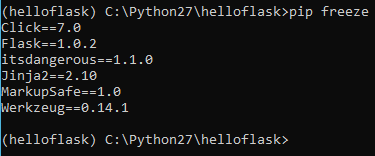 (helloflask) C:\Python27\helloflask>pip freeze
Click==7.0
Flask==1.0.2
itsdangerous==1.1.0
Jinja2==2.10
MarkupSafe==1.0
Werkzeug==0.14.1
(helloflask) C:\Python27\helloflask>